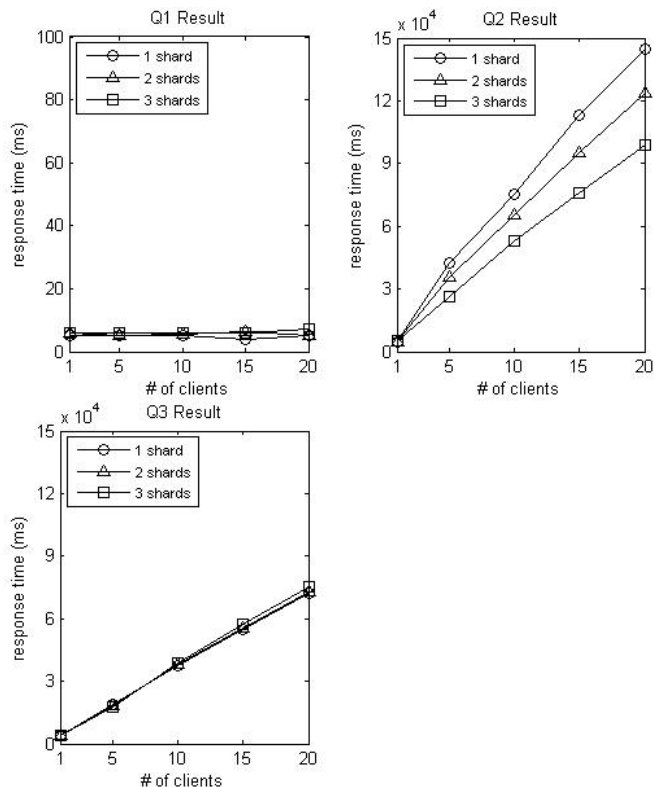 Q1 Result
100
80
60
40
20
0
response time (ms)
1 shard
2 shards
3 shards
1 5 10 15 20
# of clients
x 10^4
Q2 Result
15
12
9
6
3
0
response time (ms)
1 shard
2 shards
3 shards
1 5 10 15 20
# of clients
x 10^4
Q3 Result
15
12
9
6
3
0
response time (ms)
1 shard
2 shards
3 shards
1 5 10 15 20
# of clients